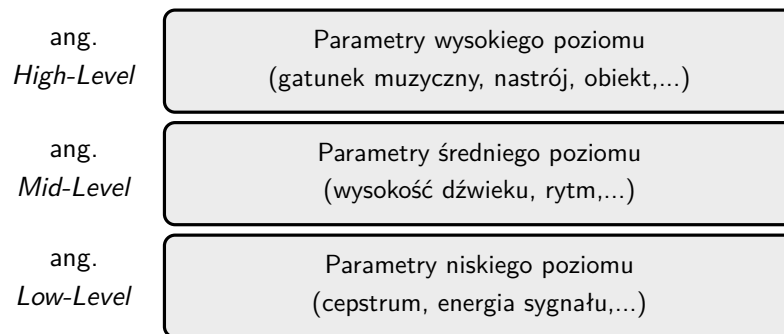 ang.
High-Level
Parametry wysokiego poziomu
(gatunek muzyczny, nastrój, obiekt,...)
ang.
Mid-Level
Parametry średniego poziomu
(wysokość dźwieku, rytm,...)
ang.
Low-Level
Parametry niskiego poziomu
(cepstrum, energia sygnału,...)